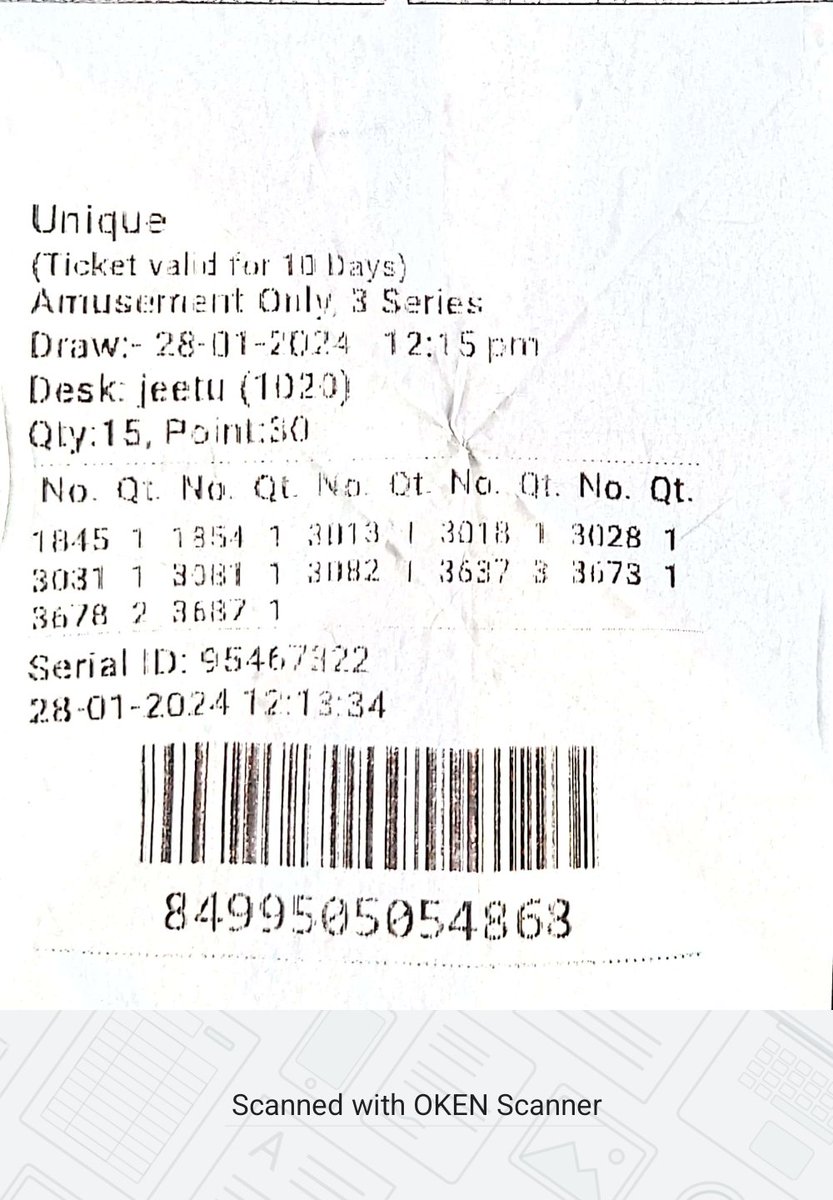 Unique
(Ticket valid for 10 Days)
Amusement Only, 3 Series
Draw:- 28-01-2024 12:15 pm
Desk: jeetu (1020)
Qty:15, Point:30
No. Qt. No. Qt. No. Qt. No. Qt. No. Qt.
1845 1 1854 1 3013 1 3018 1 3028 1
3031 1 3081 1 3082 1 3637 3 3673 1
3678 2 3687 1
Serial ID: 95467322
28-01-2024 12:13:34
8499505054868
Scanned with OKEN Scanner